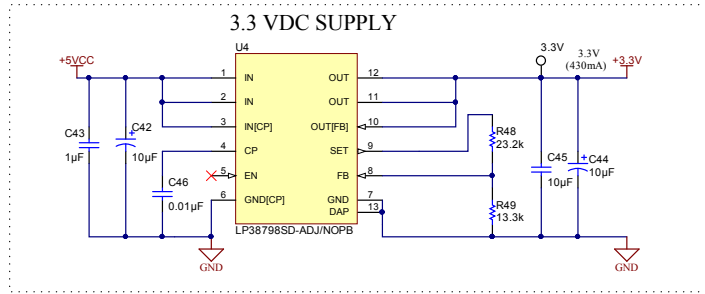 3.3 VDC SUPPLY
U4
+5VCC
3.3V
3.3V
(430mA)
+3.3V
1 IN OUT 12
2 IN OUT 11
3 IN[CP] OUT[FB] 10
4 CP SET 9
5 EN FB 8
6 GND[CP] GND 7
DAP 13
LP38798SD-ADJ/NOPB
C43
1µF
C42
10µF
C46
0.01µF
R48
23.2k
R49
13.3k
C45
10µF
C44
10µF
GND
GND